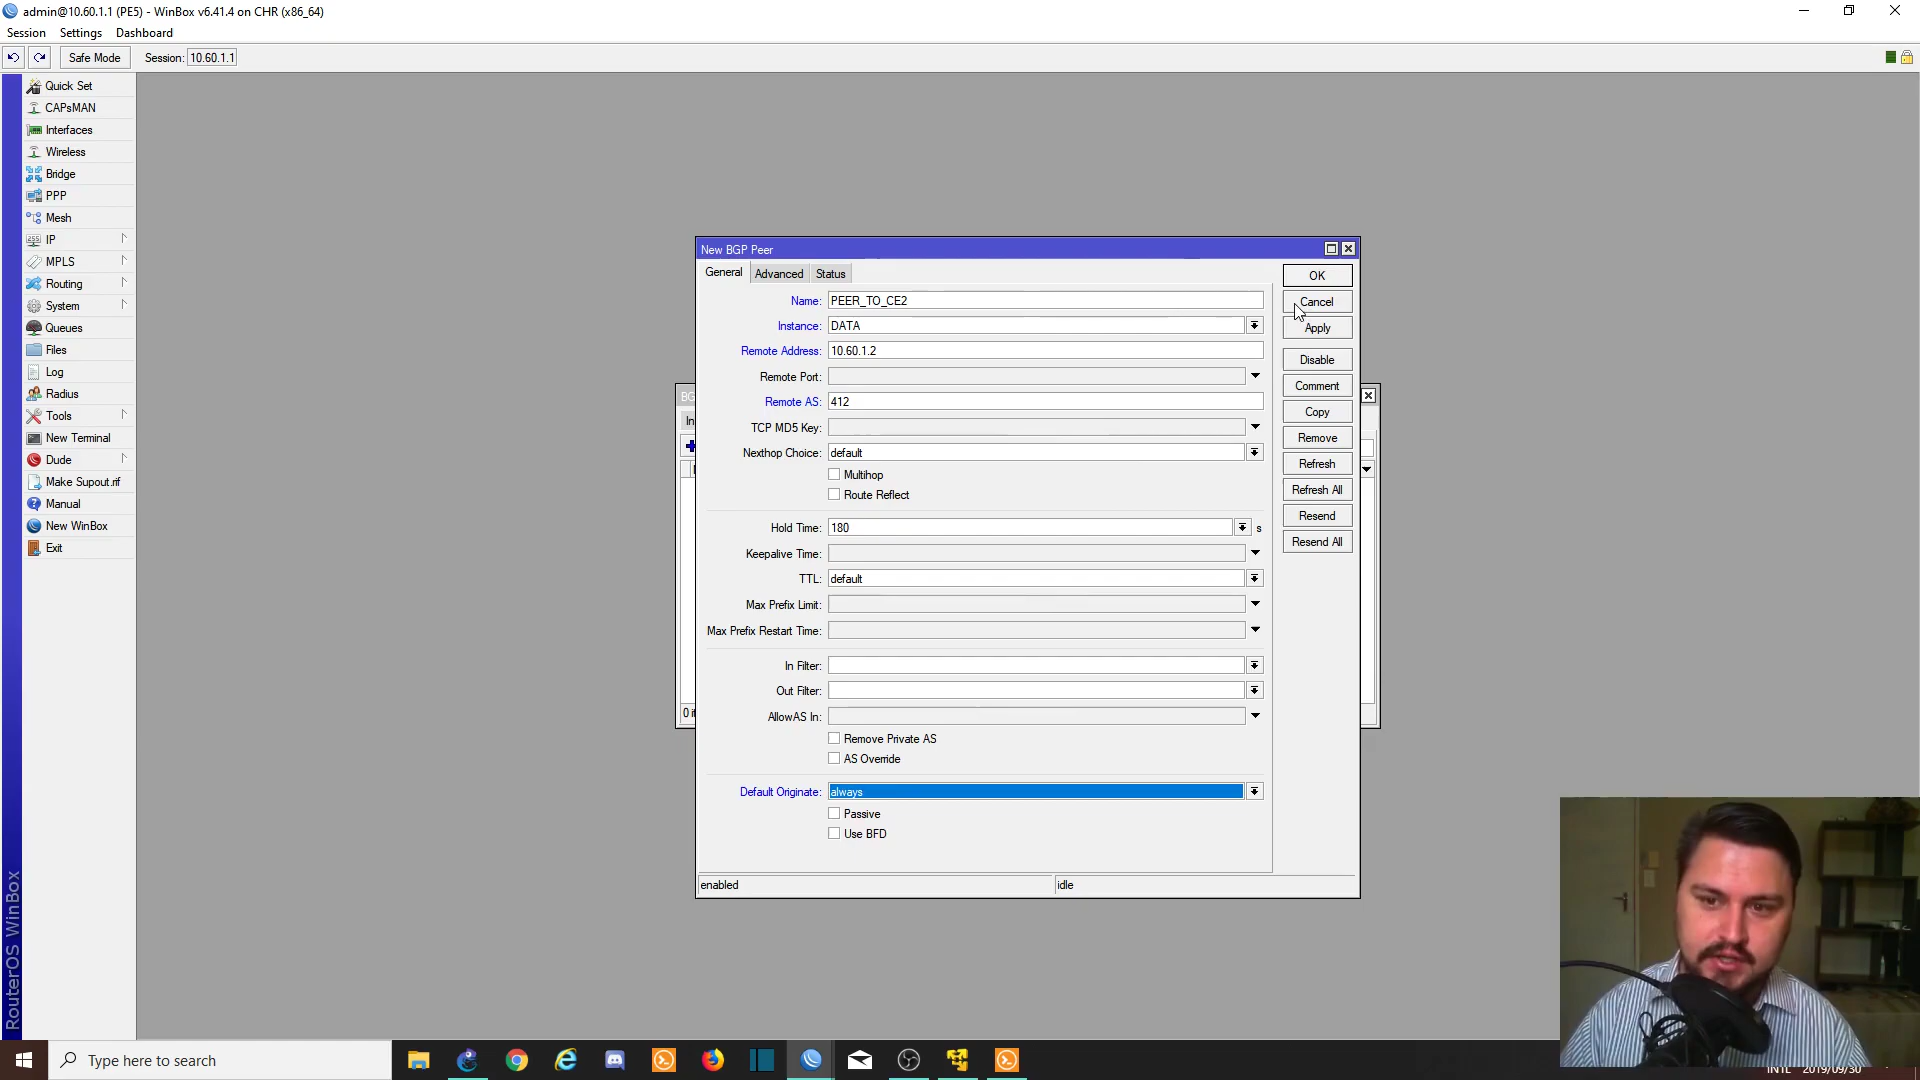 admin@10.60.1.1 (PE5) - WinBox v6.41.4 on CHR (x86_64)
Session Settings Dashboard
Safe Mode Session: 10.60.1.1
Quick Set
CAPsMAN
Interfaces
Wireless
Bridge
PPP
Mesh
IP
MPLS
Routing
System
Queues
Files
Log
Radius
Tools
New Terminal
Dude
Make Supout.rif
Manual
New WinBox
Exit
RouterOS WinBox
New BGP Peer
General Advanced Status
Name: PEER_TO_CE2
Instance: DATA
Remote Address: 10.60.1.2
Remote Port:
Remote AS: 412
TCP MD5 Key:
Nexthop Choice: default
Multihop
Route Reflect
Hold Time: 180 s
Keepalive Time:
TTL: default
Max Prefix Limit:
Max Prefix Restart Time:
In Filter:
Out Filter:
AllowAS In:
Remove Private AS
AS Override
Default Originate: always
Passive
Use BFD
enabled idle
OK
Cancel
Apply
Disable
Comment
Copy
Remove
Refresh
Refresh All
Resend
Resend All
Type here to search
INTL 2019/09/30